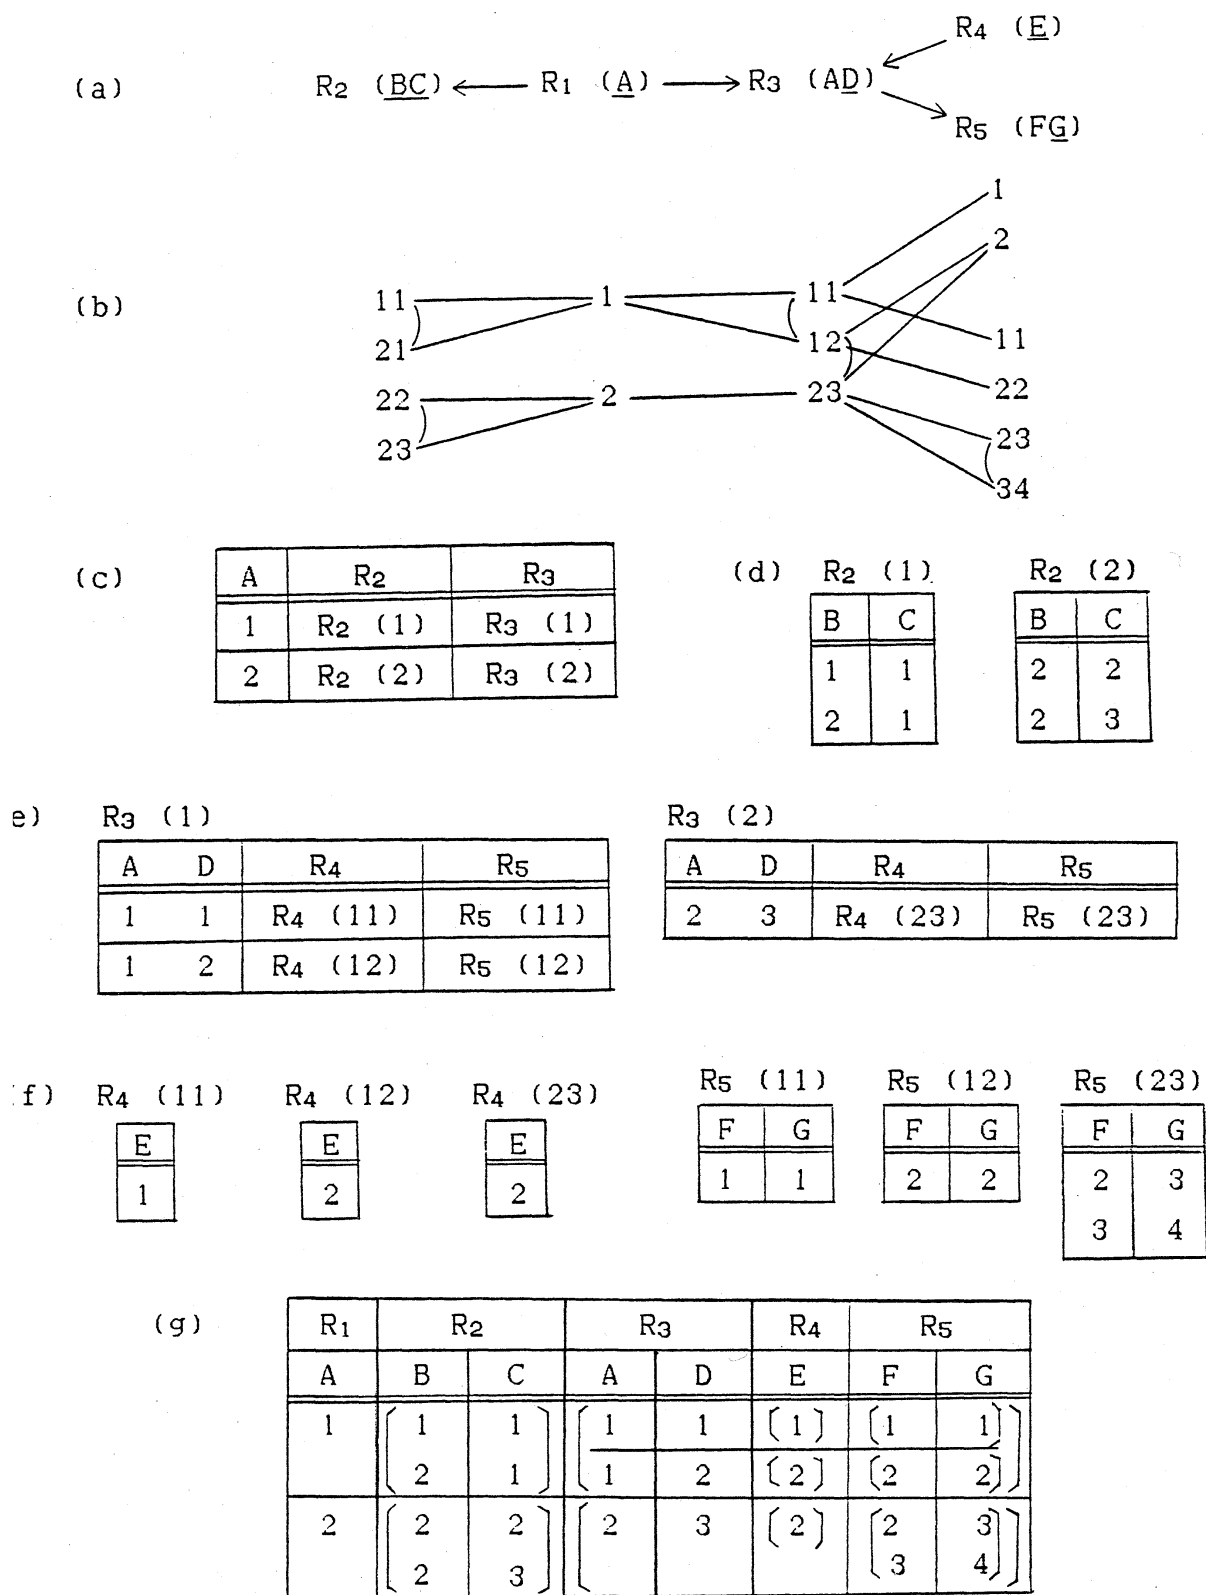 R4 (E)
(a) R2 (BC) R1 (A) R3 (AD)
R5 (FG)
1
2
(b) 11 1 11
12 11
21
22 2 23 22
23 23
34
(c) A R2 R3
1 R2 (1) R3 (1)
2 R2 (2) R3 (2)
(d) R2 (1) R2 (2)
B C B C
1 1 2 2
2 1 2 3
e) R3 (1) R3 (2)
A D R4 R5 A D R4 R5
1 1 R4 (11) R5 (11) 2 3 R4 (23) R5 (23)
1 2 R4 (12) R5 (12)
f) R4 (11) R4 (12) R4 (23) R5 (11) R5 (12) R5 (23)
E E E F G F G F G
1 2 2 1 1 2 2 2 3
3 4
(g) R1 R2 R3 R4 R5
A B C A D E F G
1 1 1 1 1 (1) (1 1)
2 1 1 2 (2) (2 2)
2 2 2 2 3 (2) 2 3
2 3 3 4